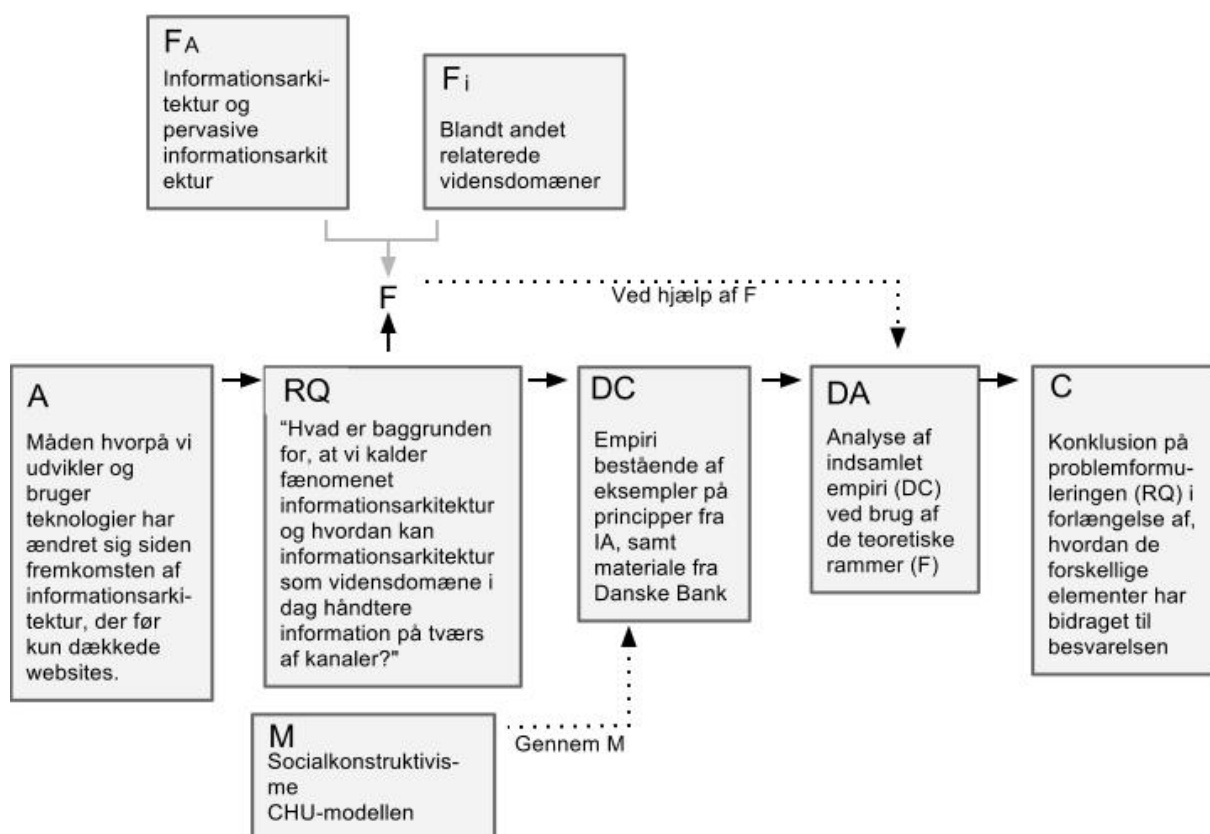 FA
Informationsarki-
tektur og
pervasive
informationsarkit
ektur
Fi
Blandt andet
relaterede
vidensdomæner
F
Ved hjælp af F
A
Måden hvorpå vi
udvikler og
bruger
teknologier har
ændret sig siden
fremkomsten af
informationsarki-
tektur, der før
kun dækkede
websites.
RQ
"Hvad er baggrunden
for, at vi kalder
fænomenet
informationsarkitektur
og hvordan kan
informationsarkitektur
som vidensdomæne i
dag håndtere
information på tværs
af kanaler?"
DC
Empiri
bestående af
eksempler på
principper fra
IA, samt
materiale fra
Danske Bank
DA
Analyse af
indsamlet
empiri (DC)
ved brug af
de teoretiske
rammer (F)
C
Konklusion på
problemformu-
leringen (RQ) i
forlængelse af,
hvordan de
forskellige
elementer har
bidraget til
besvarelsen
M
Socialkonstruktivis-
me
CHU-modellen
Gennem M